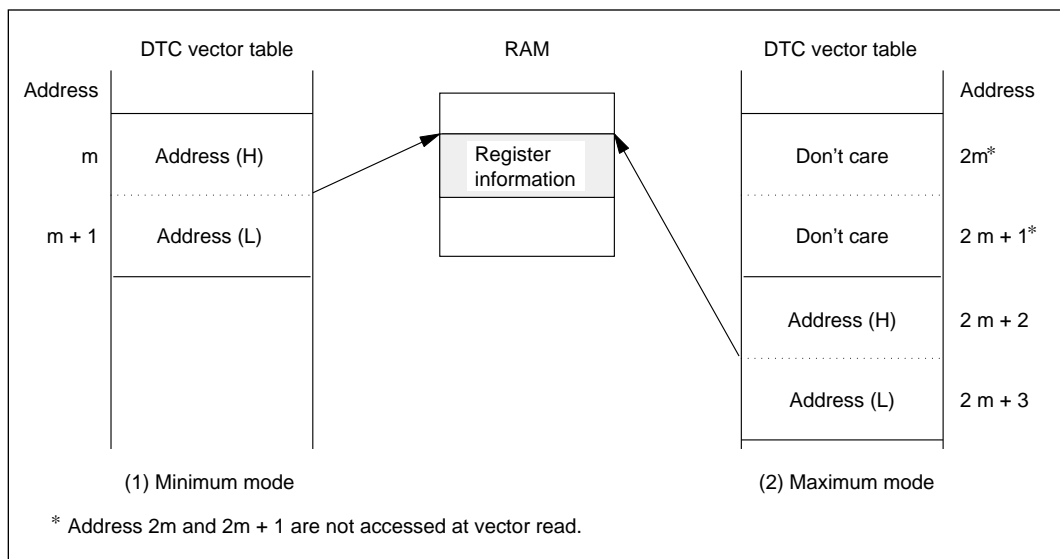 DTC vector table RAM DTC vector table
Address Address
m Address (H) Register Don't care 2m*
information
m + 1 Address (L) Don't care 2 m + 1*
Address (H) 2 m + 2
Address (L) 2 m + 3
(1) Minimum mode (2) Maximum mode
* Address 2m and 2m + 1 are not accessed at vector read.